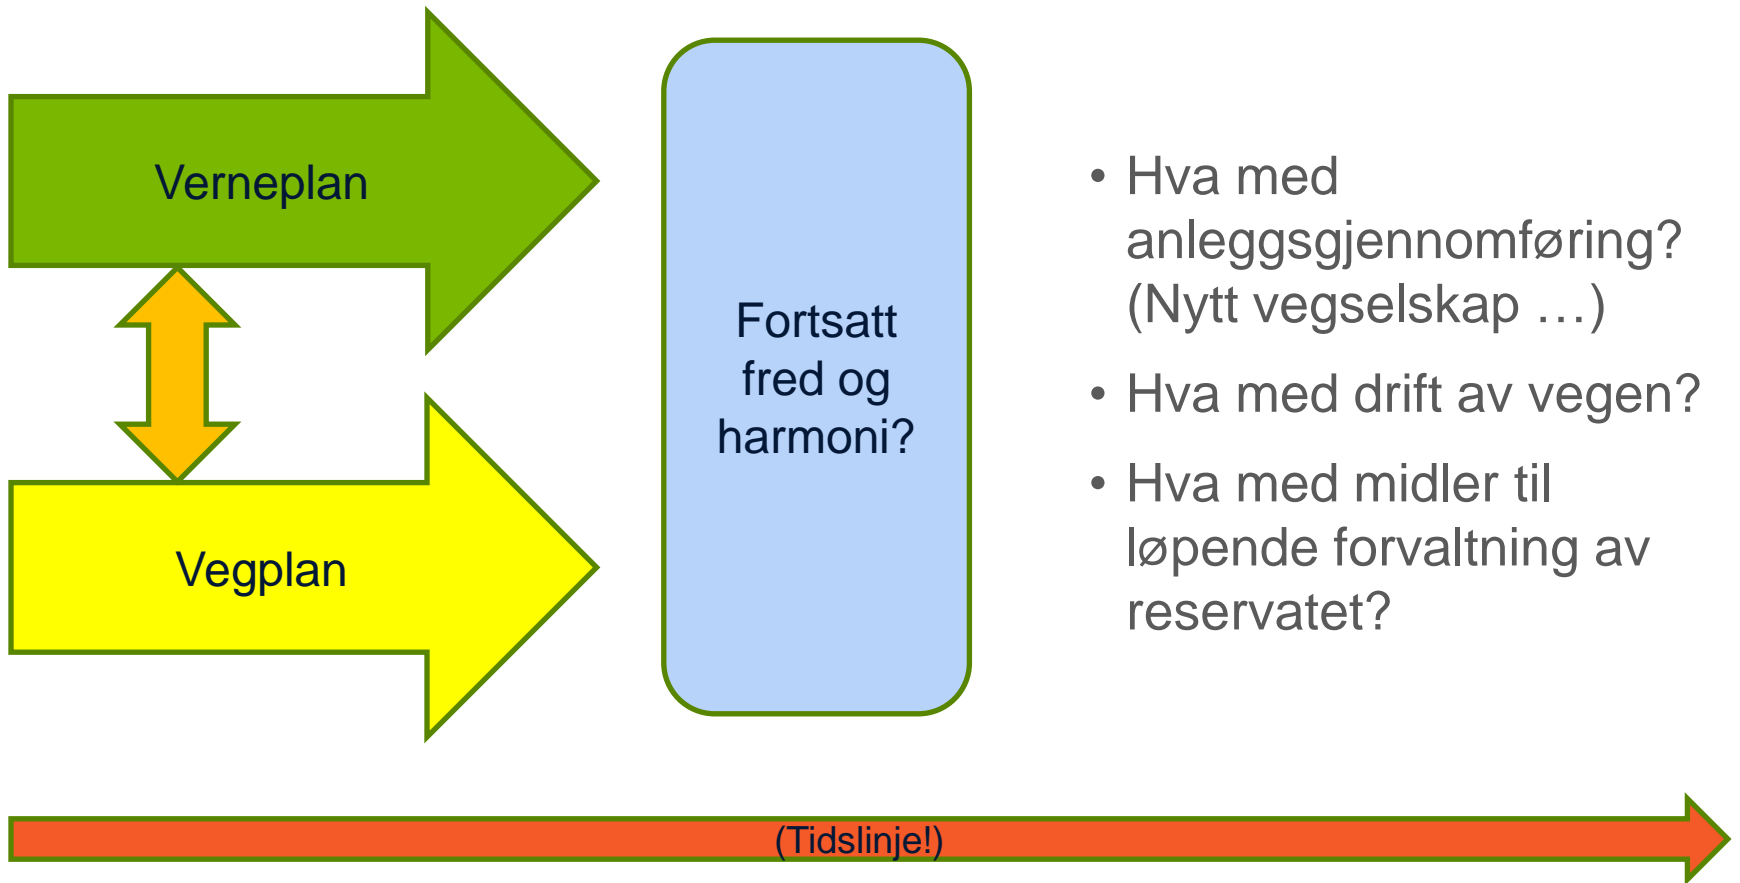 Verneplan
Vegplan
Fortsatt
fred og
harmoni?
• Hva med
anleggsgjennomføring?
(Nytt vegselskap …)
• Hva med drift av vegen?
• Hva med midler til
løpende forvaltning av
reservatet?
(Tidslinje!)